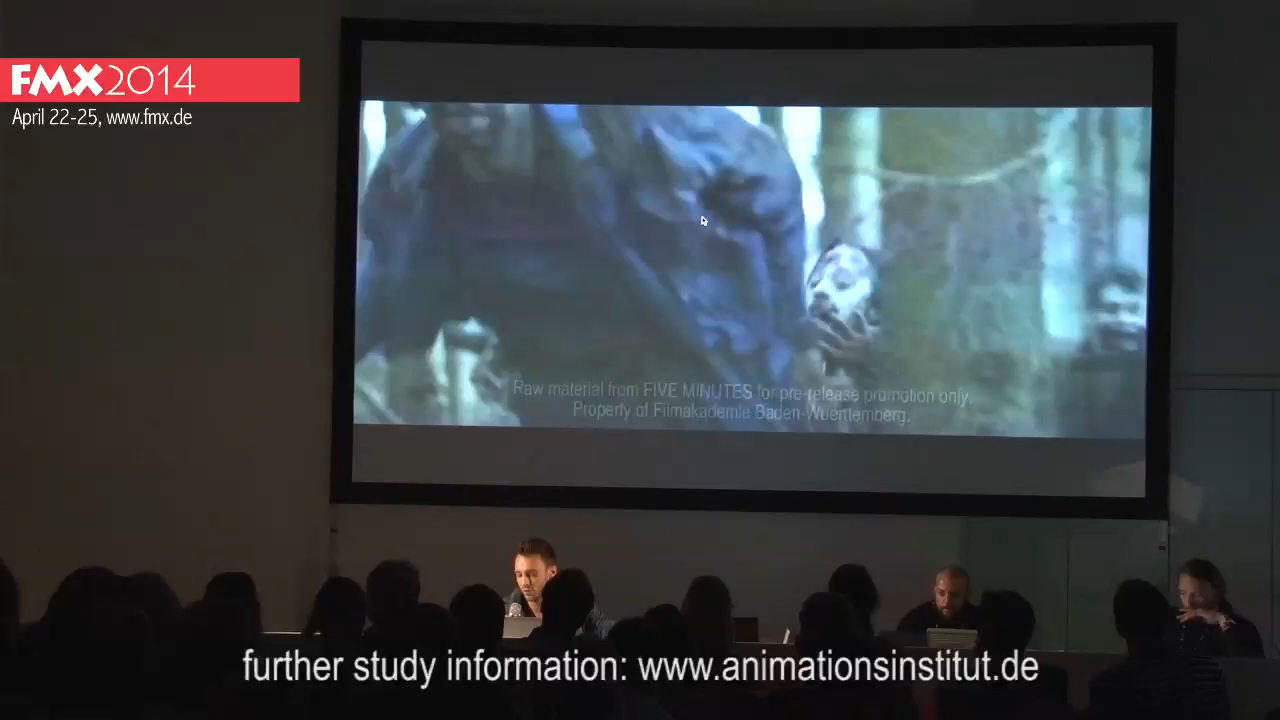 FMX2014
April 22-25, www.fmx.de
Raw material from FIVE MINUTES for pre-release promotion only.
Property of Filmakademie Baden-Wuerttemberg.
further study information: www.animationsinstitut.de